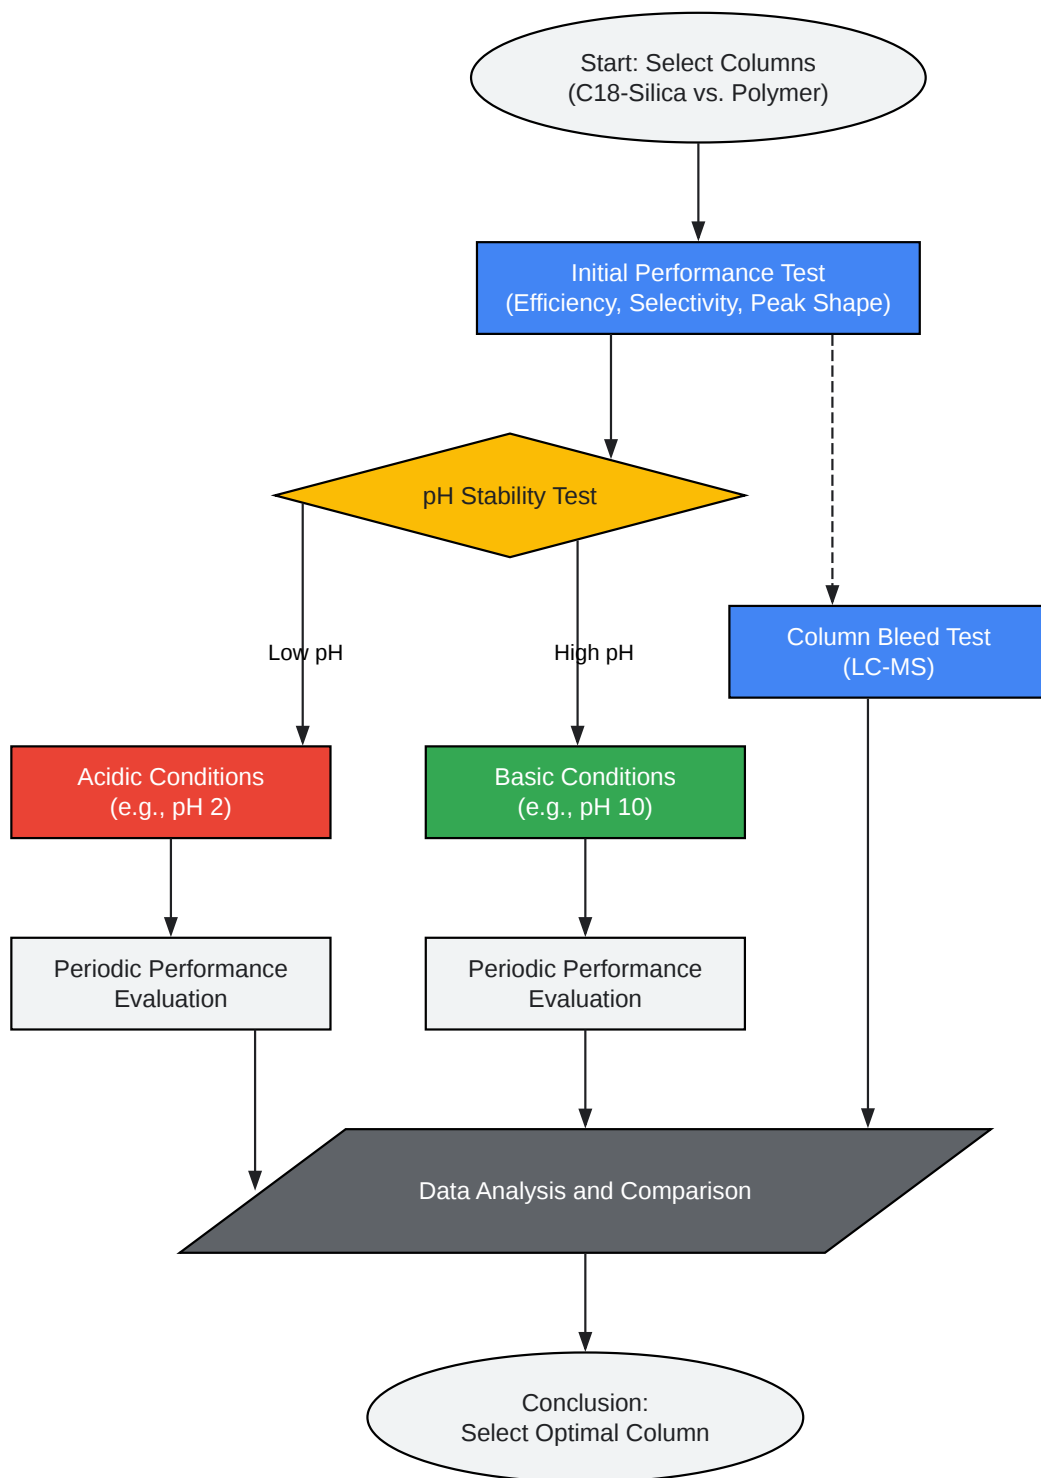 Start: Select Columns
(C18-Silica vs. Polymer)
Initial Performance Test
(Efficiency, Selectivity, Peak Shape)
pH Stability Test
Low pH
High pH
Column Bleed Test
(LC-MS)
Acidic Conditions
(e.g., pH 2)
Basic Conditions
(e.g., pH 10)
Periodic Performance
Evaluation
Periodic Performance
Evaluation
Data Analysis and Comparison
Conclusion:
Select Optimal Column